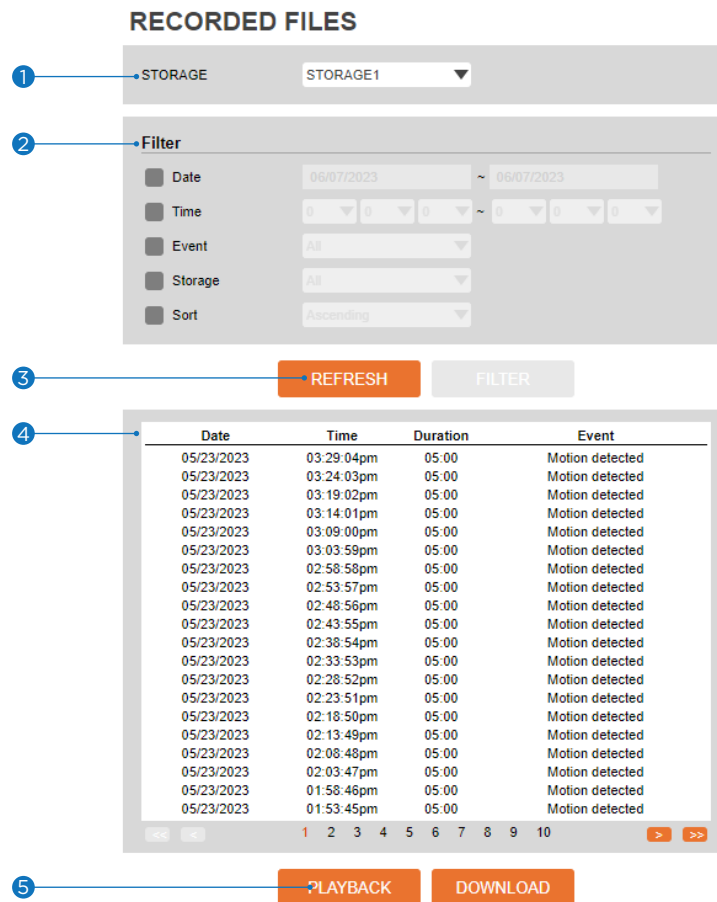 RECORDED FILES
1 STORAGE STORAGE1
2 Filter
Date 06/07/2023 ~ 06/07/2023
Time 0 0 0 ~ 0 0 0
Event All
Storage All
Sort Ascending
3 REFRESH FILTER
4 Date Time Duration Event
05/23/2023 03:29:04pm 05:00 Motion detected
05/23/2023 03:24:03pm 05:00 Motion detected
05/23/2023 03:19:02pm 05:00 Motion detected
05/23/2023 03:14:01pm 05:00 Motion detected
05/23/2023 03:09:00pm 05:00 Motion detected
05/23/2023 03:03:59pm 05:00 Motion detected
05/23/2023 02:58:58pm 05:00 Motion detected
05/23/2023 02:53:57pm 05:00 Motion detected
05/23/2023 02:48:56pm 05:00 Motion detected
05/23/2023 02:43:55pm 05:00 Motion detected
05/23/2023 02:38:54pm 05:00 Motion detected
05/23/2023 02:33:53pm 05:00 Motion detected
05/23/2023 02:28:52pm 05:00 Motion detected
05/23/2023 02:23:51pm 05:00 Motion detected
05/23/2023 02:18:50pm 05:00 Motion detected
05/23/2023 02:13:49pm 05:00 Motion detected
05/23/2023 02:08:48pm 05:00 Motion detected
05/23/2023 02:03:47pm 05:00 Motion detected
05/23/2023 01:58:46pm 05:00 Motion detected
05/23/2023 01:53:45pm 05:00 Motion detected
<< < 1 2 3 4 5 6 7 8 9 10 > >>
5 PLAYBACK DOWNLOAD